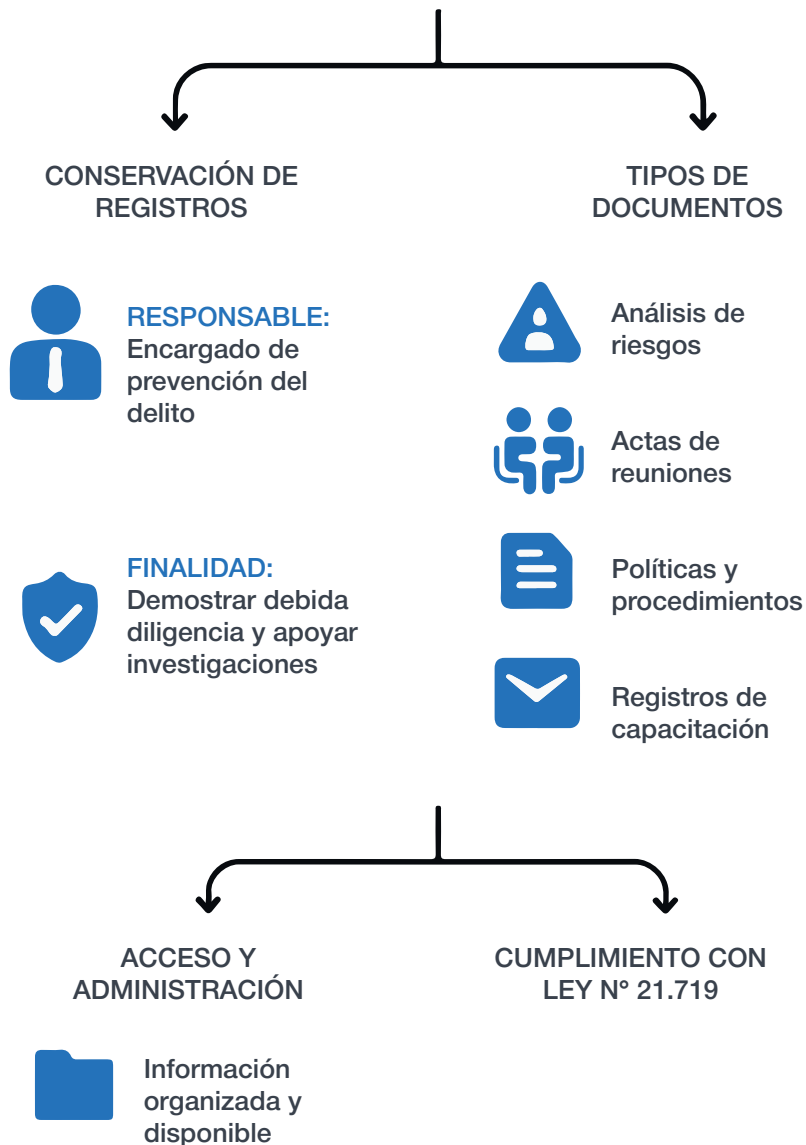 CONSERVACIÓN DE
REGISTROS
RESPONSABLE:
Encargado de
prevención del
delito
FINALIDAD:
Demostrar debida
diligencia y apoyar
investigaciones
TIPOS DE
DOCUMENTOS
Análisis de
riesgos
Actas de
reuniones
Políticas y
procedimientos
Registros de
capacitación
ACCESO Y
ADMINISTRACIÓN
Información
organizada y
disponible
CUMPLIMIENTO CON
LEY N° 21.719